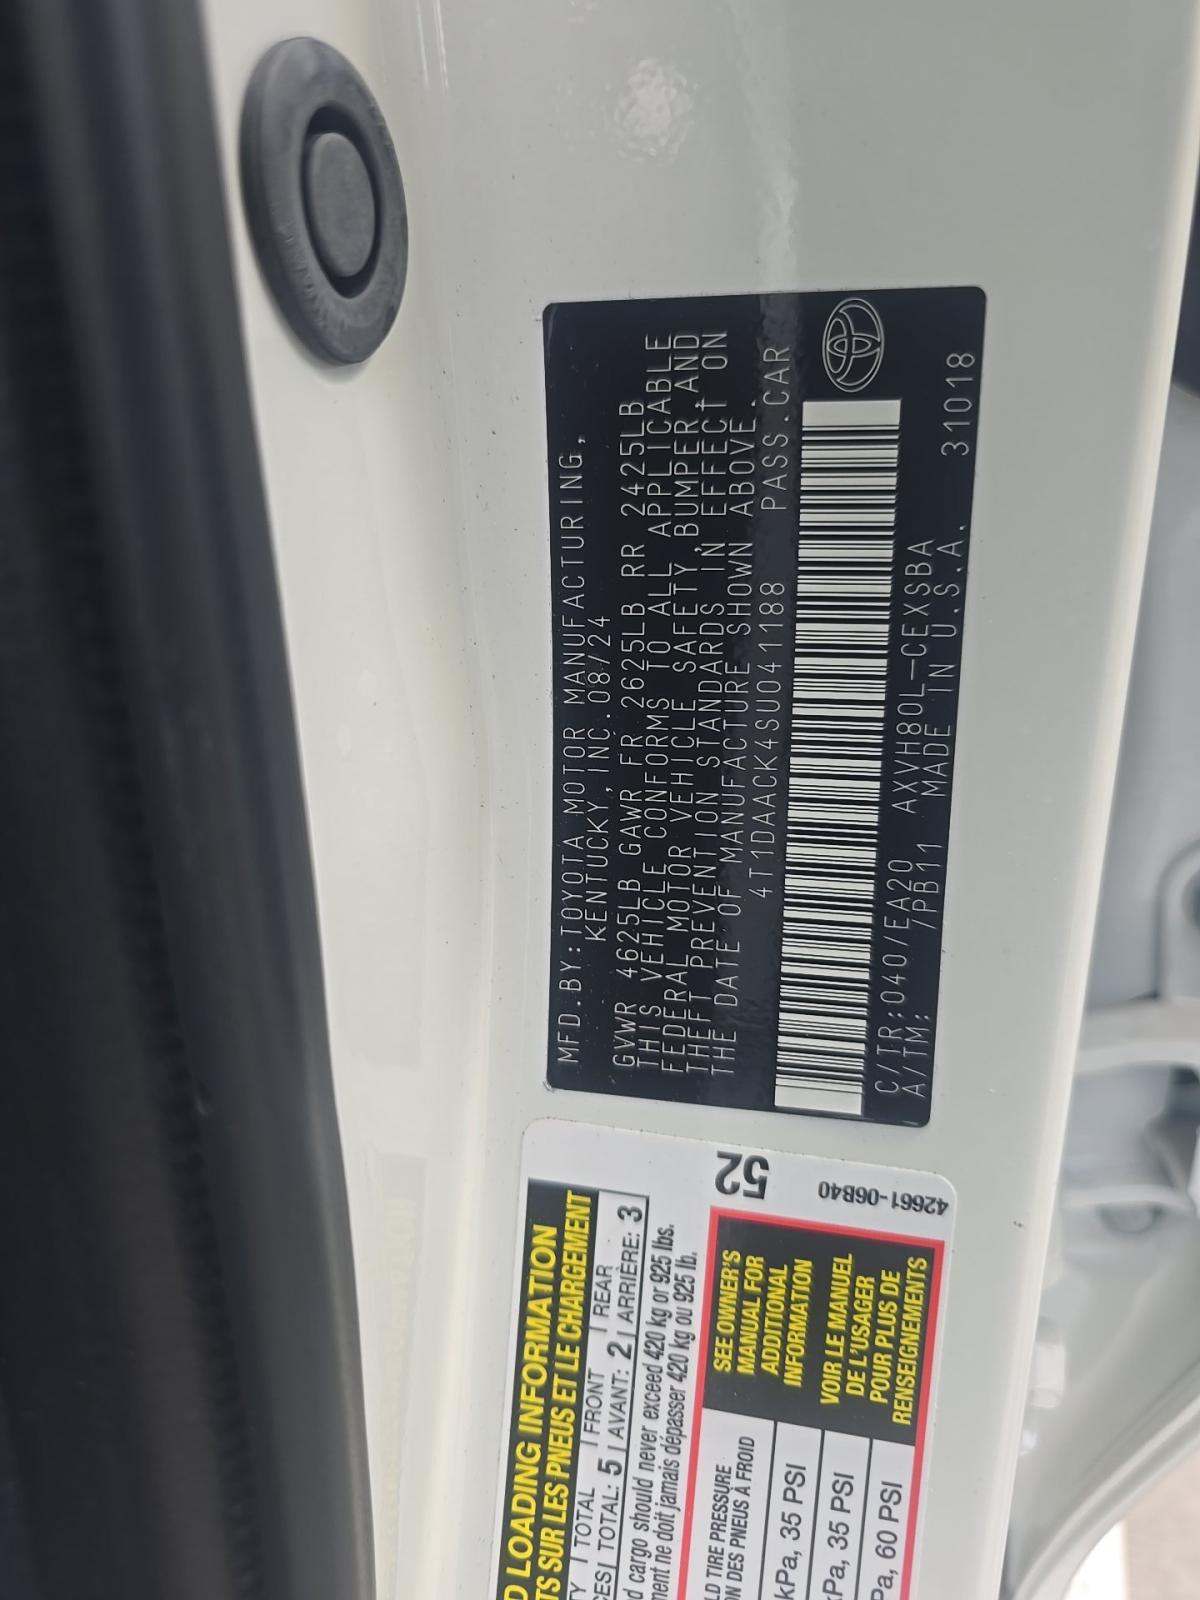 MFD.BY:TOYOTA MOTOR MANUFACTURING,
KENTUCKY,INC.08/24
GVWR 4625LB GAWR FR 2625LB RR 2425LB
THIS VEHICLE CONFORMS TO ALL APPLICABLE
FEDERAL MOTOR VEHICLE SAFETY, BUMPER, AND
THEFT PREVENTION STANDARDS IN EFFECT ON
THE DATE OF MANUFACTURE SHOWN ABOVE.
4T1DAACK4SU041188 PASS.CAR
C/TR:040/EA20 AXVH80L-CEXSBA
A/TM: /PB11 MADE IN U.S.A. 31018
LOADING INFORMATION
SUR LES PNEUS ET LE CHARGEMENT
TOTAL FRONT REAR
TOTAL: 5 AVANT: 2 ARRIÈRE: 3
cargo should never exceed 420 kg or 925 lbs.
ne doit jamais dépasser 420 kg ou 925 lb.
TIRE PRESSURE
DES PNEUS À FROID
kPa, 35 PSI
kPa, 35 PSI
kPa, 60 PSI
SEE OWNER'S
MANUAL FOR
ADDITIONAL
INFORMATION
VOIR LE MANUEL
DE L'USAGER
POUR PLUS DE
RENSEIGNEMENTS
52
42661-06B40